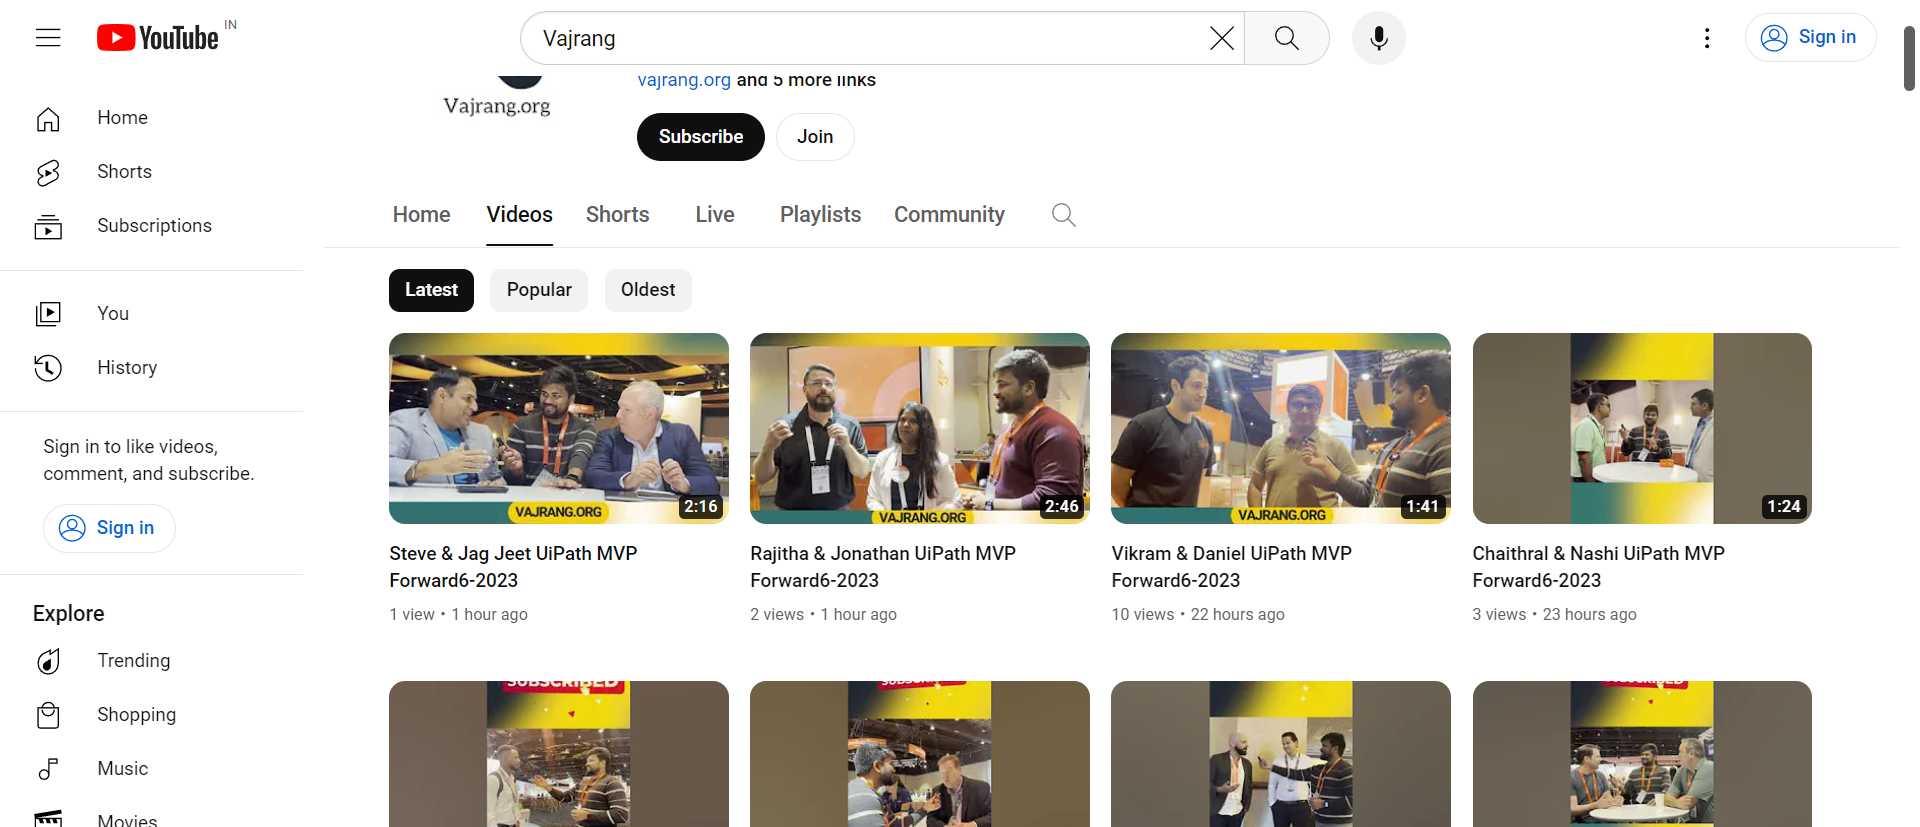 YouTube IN
Vajrang
Sign in
Home
Shorts
Subscriptions
You
History
Sign in to like videos,
comment, and subscribe.
Sign in
Explore
Trending
Shopping
Music
Movies
Vajrang.org
vajrang.org and 5 more links
Subscribe
Join
Home
Videos
Shorts
Live
Playlists
Community
Latest
Popular
Oldest
VAJRANG.ORG
2:16
VAJRANG.ORG
2:46
VAJRANG.ORG
1:41
1:24
Steve & Jag Jeet UiPath MVP
Forward6-2023
1 view • 1 hour ago
Rajitha & Jonathan UiPath MVP
Forward6-2023
2 views • 1 hour ago
Vikram & Daniel UiPath MVP
Forward6-2023
10 views • 22 hours ago
Chaithral & Nashi UiPath MVP
Forward6-2023
3 views • 23 hours ago
SUBSCRIBED